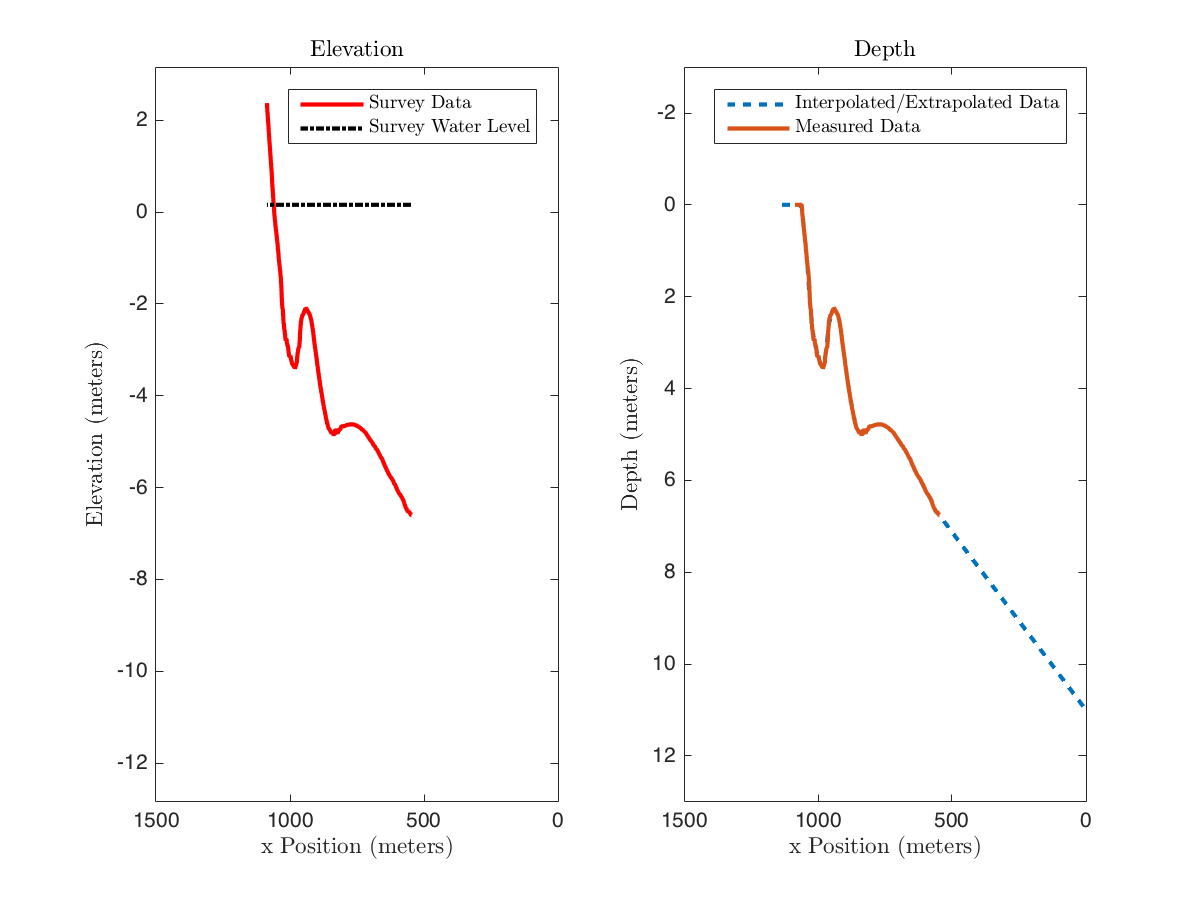 Elevation
Survey Data
Survey Water Level
2
0
-2
-4
-6
-8
-10
-12
Elevation (meters)
1500 1000 500 0
x Position (meters)
Depth
Interpolated/Extrapolated Data
Measured Data
-2
0
2
4
6
8
10
12
Depth (meters)
1500 1000 500 0
x Position (meters)